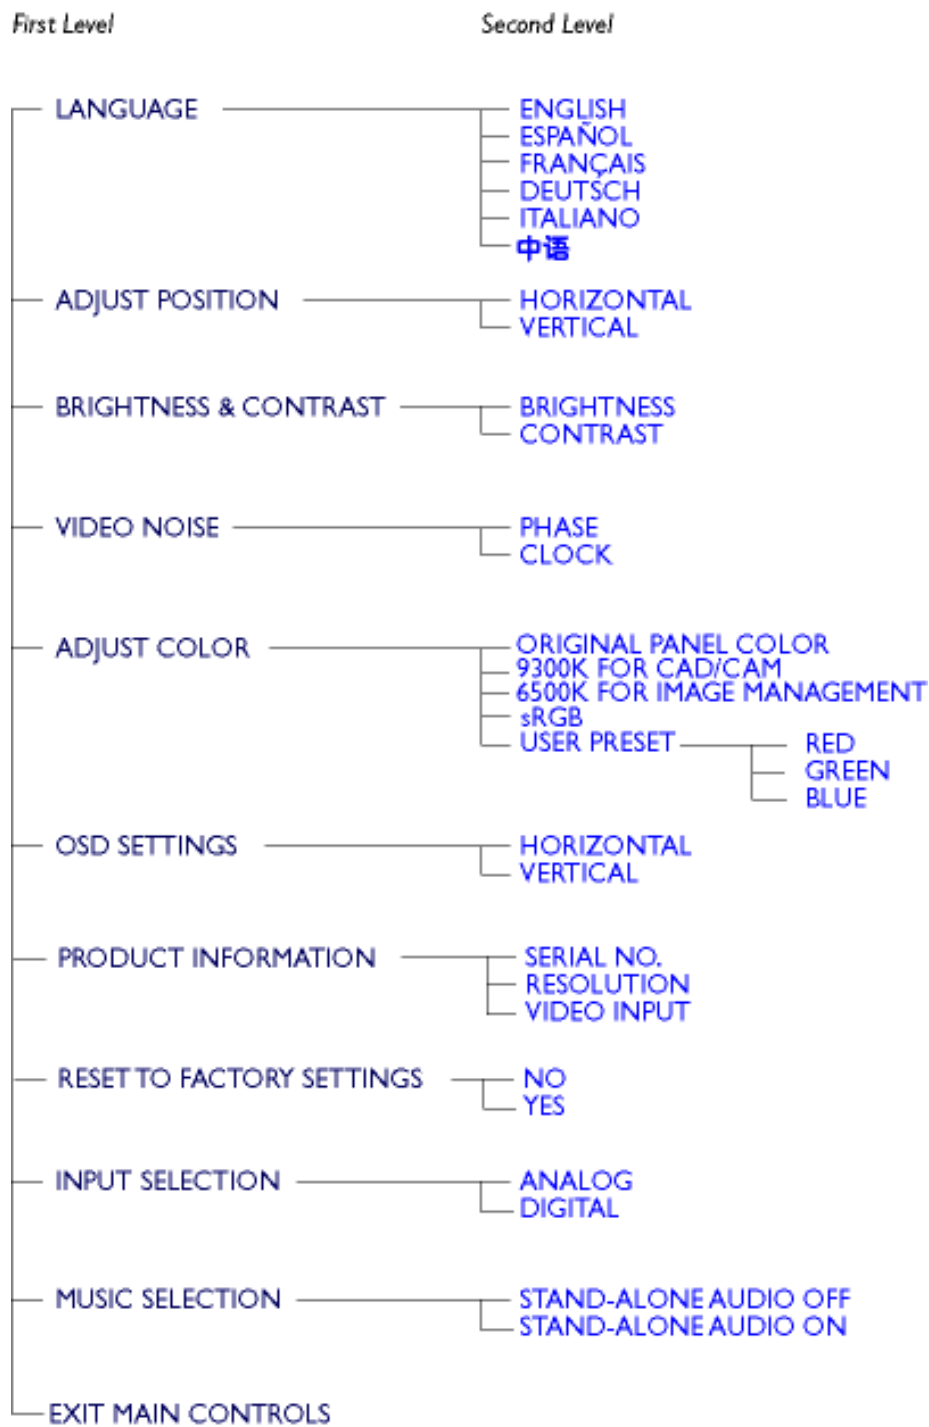 First Level Second Level
LANGUAGE ENGLISH
ESPAÑOL
FRANÇAIS
DEUTSCH
ITALIANO
中语
ADJUST POSITION HORIZONTAL
VERTICAL
BRIGHTNESS & CONTRAST BRIGHTNESS
CONTRAST
VIDEO NOISE PHASE
CLOCK
ADJUST COLOR ORIGINAL PANEL COLOR
9300K FOR CAD/CAM
6500K FOR IMAGE MANAGEMENT
sRGB
USER PRESET RED
GREEN
BLUE
OSD SETTINGS HORIZONTAL
VERTICAL
PRODUCT INFORMATION SERIAL NO.
RESOLUTION
VIDEO INPUT
RESET TO FACTORY SETTINGS NO
YES
INPUT SELECTION ANALOG
DIGITAL
MUSIC SELECTION STAND-ALONE AUDIO OFF
STAND-ALONE AUDIO ON
EXIT MAIN CONTROLS